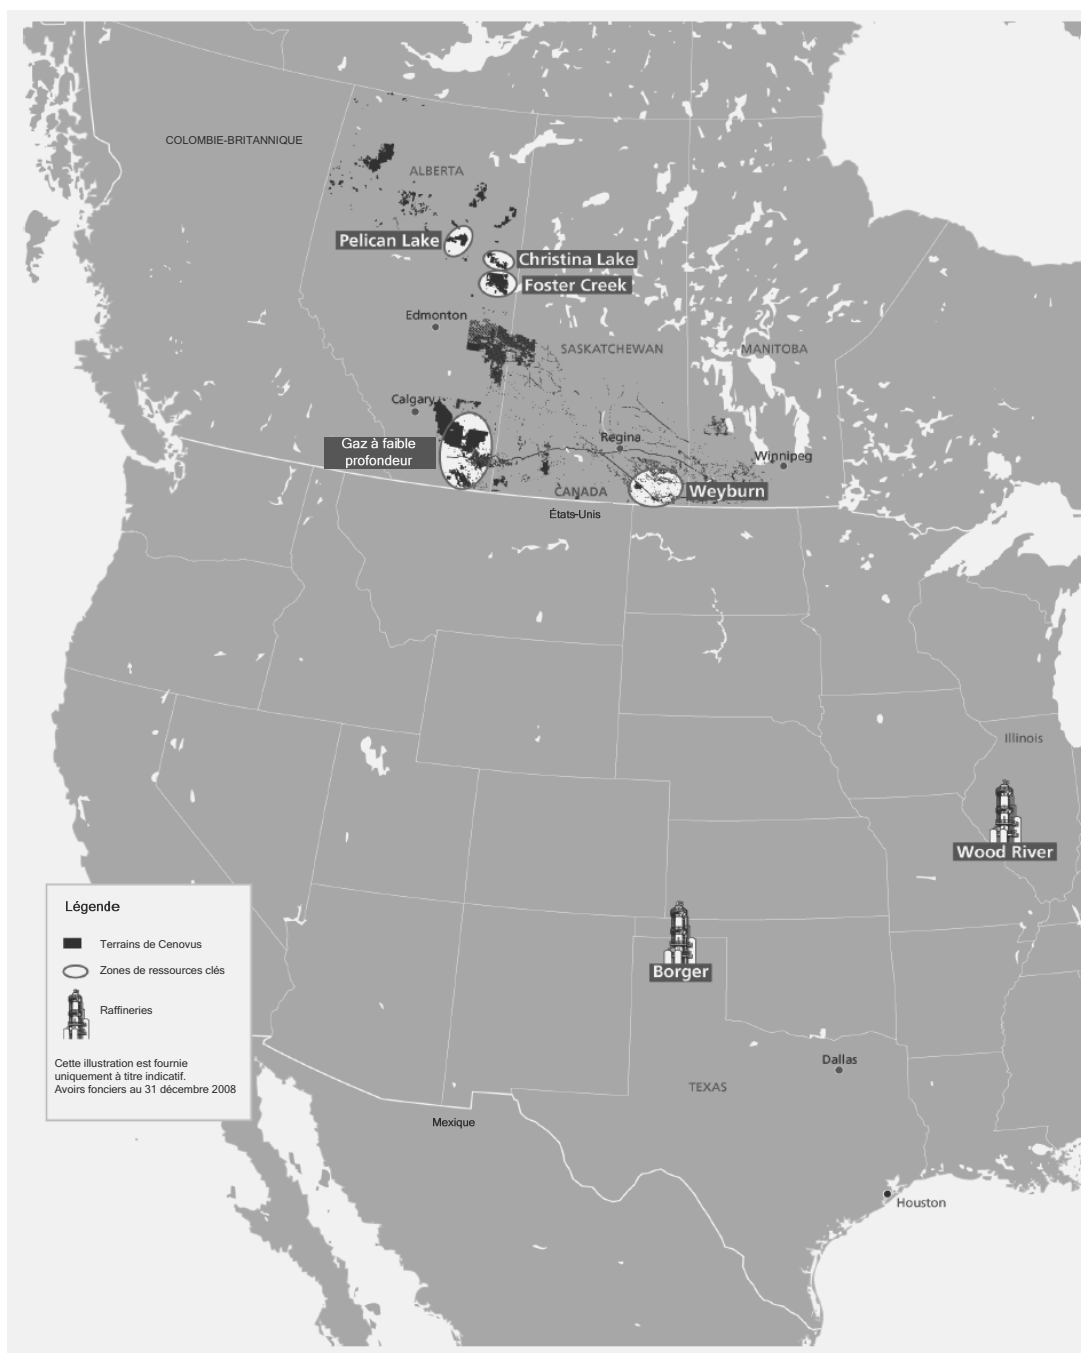 COLOMBIE-BRITANNIQUE
ALBERTA
Pelican Lake
Christina Lake
Foster Creek
Edmonton
SASKATCHEWAN
MANITOBA
Calgary
Gaz à faible
profondeur
Regina
Winnipeg
CANADA
Weyburn
États-Unis
Illinois
Wood River
Borger
Légende
Terrains de Cenovus
Zones de ressources clés
Raffineries
Cette illustration est fournie
uniquement à titre indicatif.
Avoirs fonciers au 31 décembre 2008
Dallas
TEXAS
Mexique
Houston